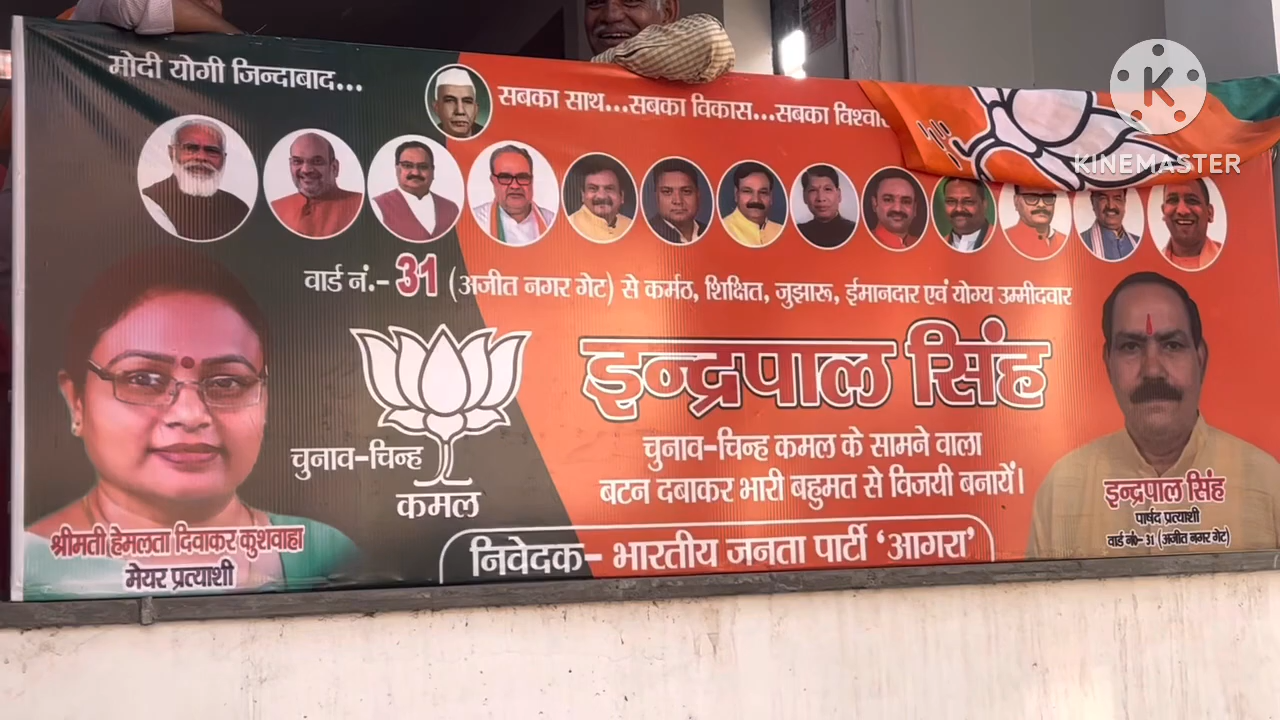 मोदी योगी जिन्दाबाद...
सबका साथ...सबका विकास...सबका
KINEMASTER
वार्ड नं.- 31 (अजीत नगर गेट) से कर्मठ, शिक्षित, जुझारू, ईमानदार एवं योग्य उम्मीदवार
इन्द्रपाल सिंह
चुनाव-चिन्ह
कमल
चुनाव-चिन्ह कमल के सामने वाला
बटन दबाकर भारी बहुमत से विजयी बनायें।
निवेदक- भारतीय जनता पार्टी ‘आगरा’
श्रीमती हेमलता दिवाकर कुशवाहा
मेयर प्रत्याशी
इन्द्रपाल सिंह
पार्षद प्रत्याशी
वार्ड नं०- 31 (अजीत नगर गेट)